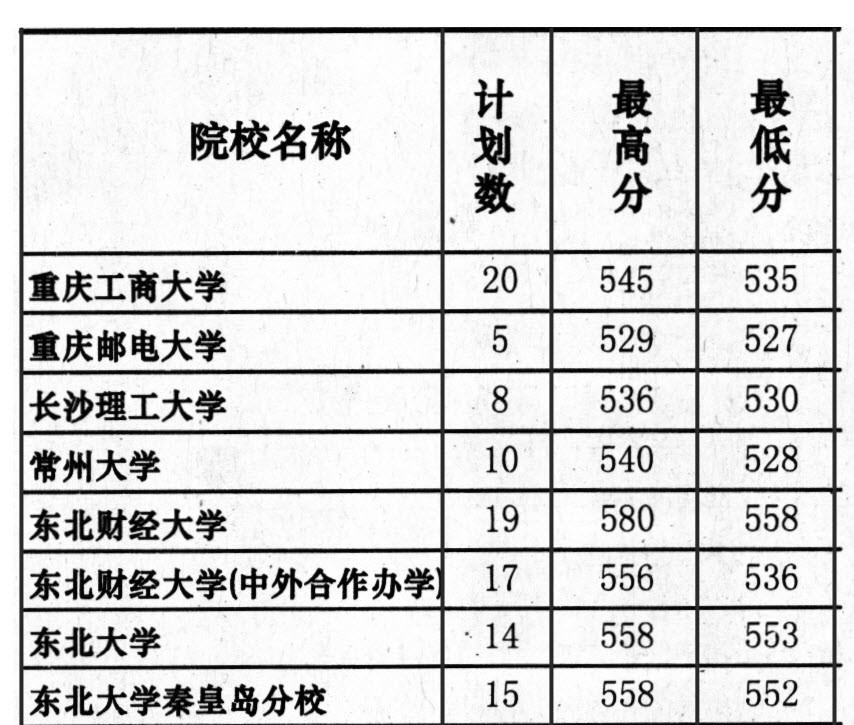 院校名称 计划数 最高分 最低分
重庆工商大学 20 545 535
重庆邮电大学 5 529 527
长沙理工大学 8 536 530
常州大学 10 540 528
东北财经大学 19 580 558
东北财经大学(中外合作办学) 17 556 536
东北大学 14 558 553
东北大学秦皇岛分校 15 558 552